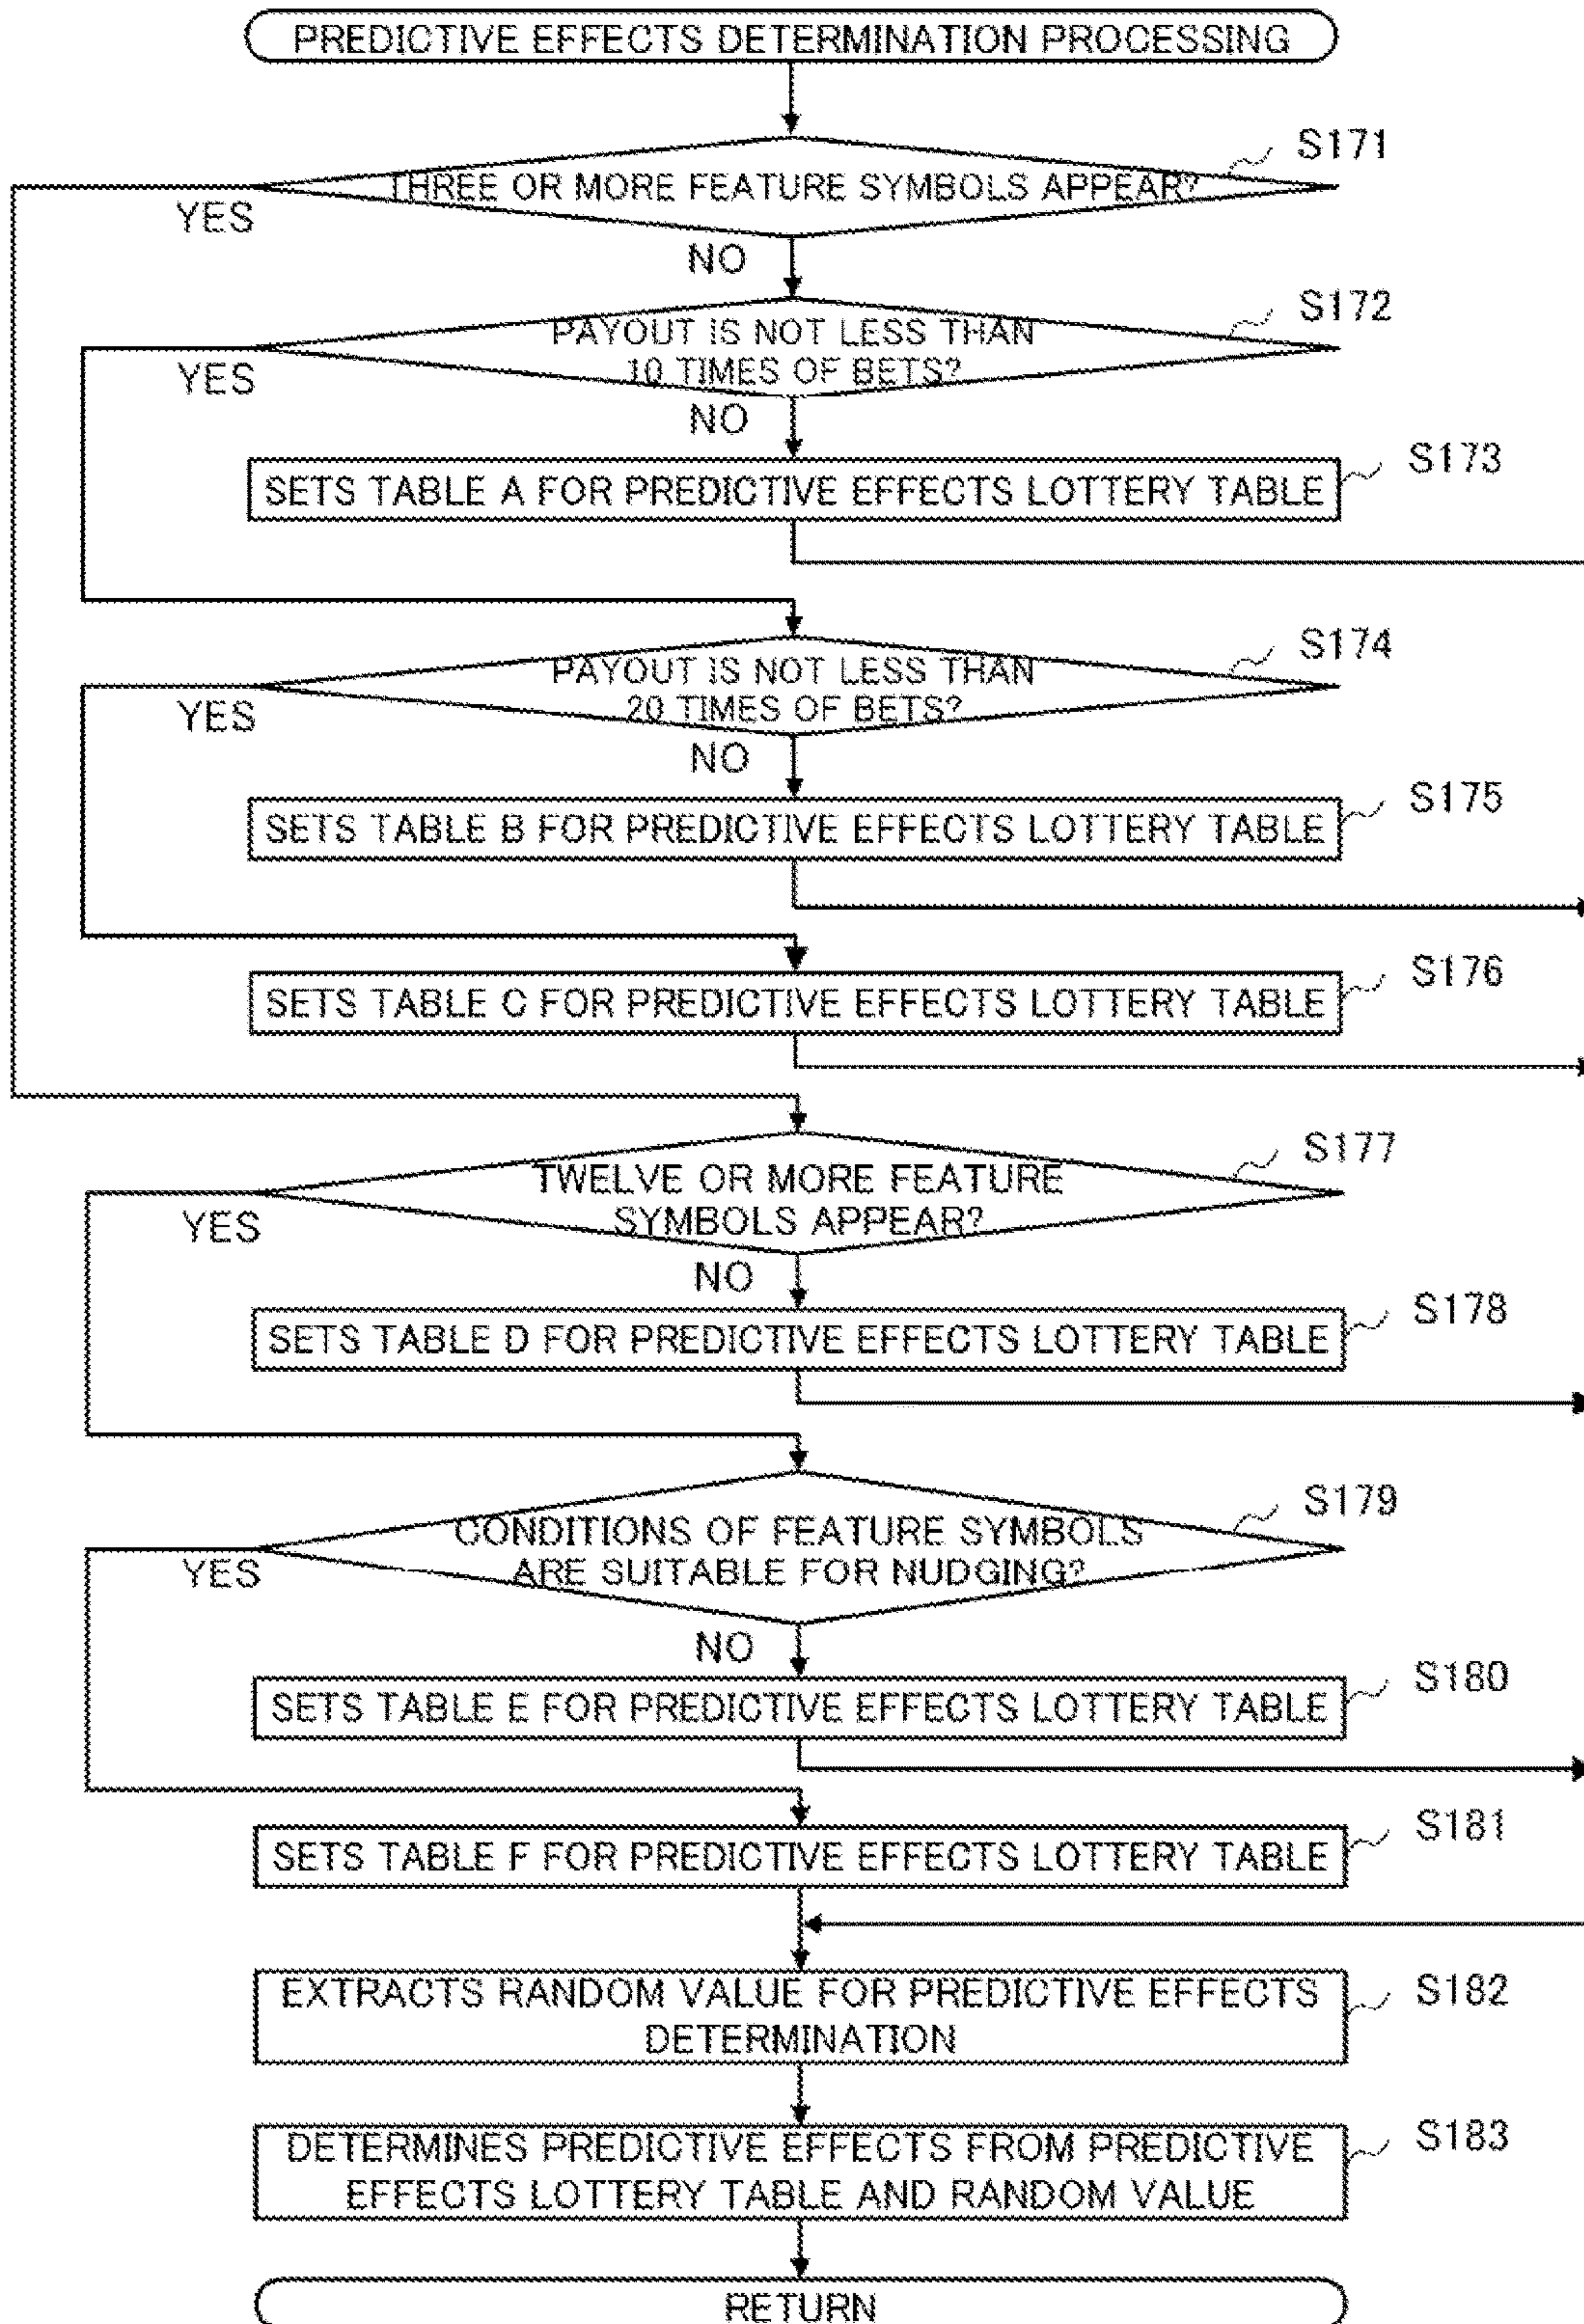 PREDICTIVE EFFECTS DETERMINATION PROCESSING
S171
THREE OR MORE FEATURE SYMBOLS APPEAR?
YES
NO
S172
PAYOUT IS NOT LESS THAN
10 TIMES OF BETS?
YES
NO
S173
SETS TABLE A FOR PREDICTIVE EFFECTS LOTTERY TABLE
S174
PAYOUT IS NOT LESS THAN
20 TIMES OF BETS?
YES
NO
S175
SETS TABLE B FOR PREDICTIVE EFFECTS LOTTERY TABLE
S176
SETS TABLE C FOR PREDICTIVE EFFECTS LOTTERY TABLE
S177
TWELVE OR MORE FEATURE
SYMBOLS APPEAR?
YES
NO
S178
SETS TABLE D FOR PREDICTIVE EFFECTS LOTTERY TABLE
S179
CONDITIONS OF FEATURE SYMBOLS
ARE SUITABLE FOR NUDGING?
YES
NO
S180
SETS TABLE E FOR PREDICTIVE EFFECTS LOTTERY TABLE
S181
SETS TABLE F FOR PREDICTIVE EFFECTS LOTTERY TABLE
S182
EXTRACTS RANDOM VALUE FOR PREDICTIVE EFFECTS
DETERMINATION
S183
DETERMINES PREDICTIVE EFFECTS FROM PREDICTIVE
EFFECTS LOTTERY TABLE AND RANDOM VALUE
RETURN